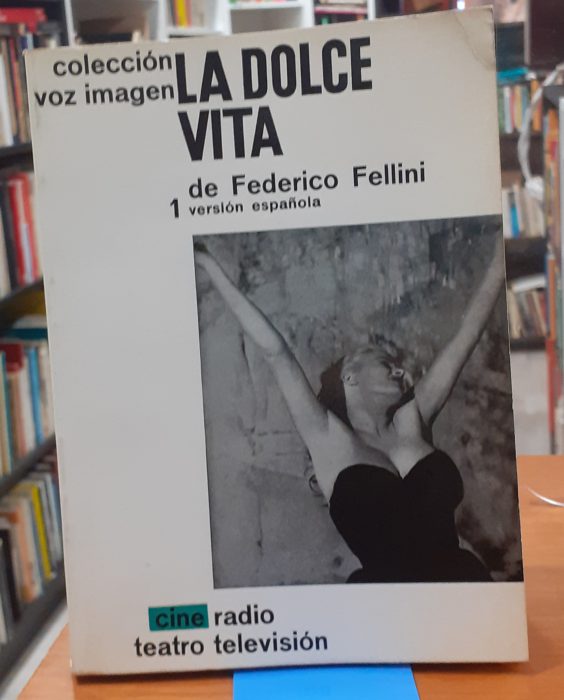 colección
voz imagen
LA DOLCE
VITA
de Federico Fellini
1 versión española
cine radio
teatro televisión